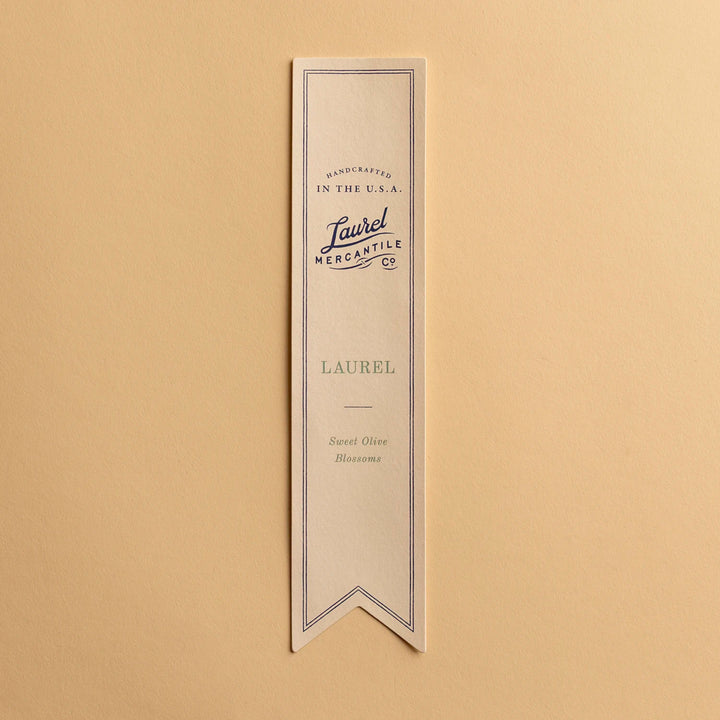 HANDCRAFTED
IN THE U.S.A.
Laurel
MERCANTILE
Co
LAUREL
Sweet Olive
Blossoms